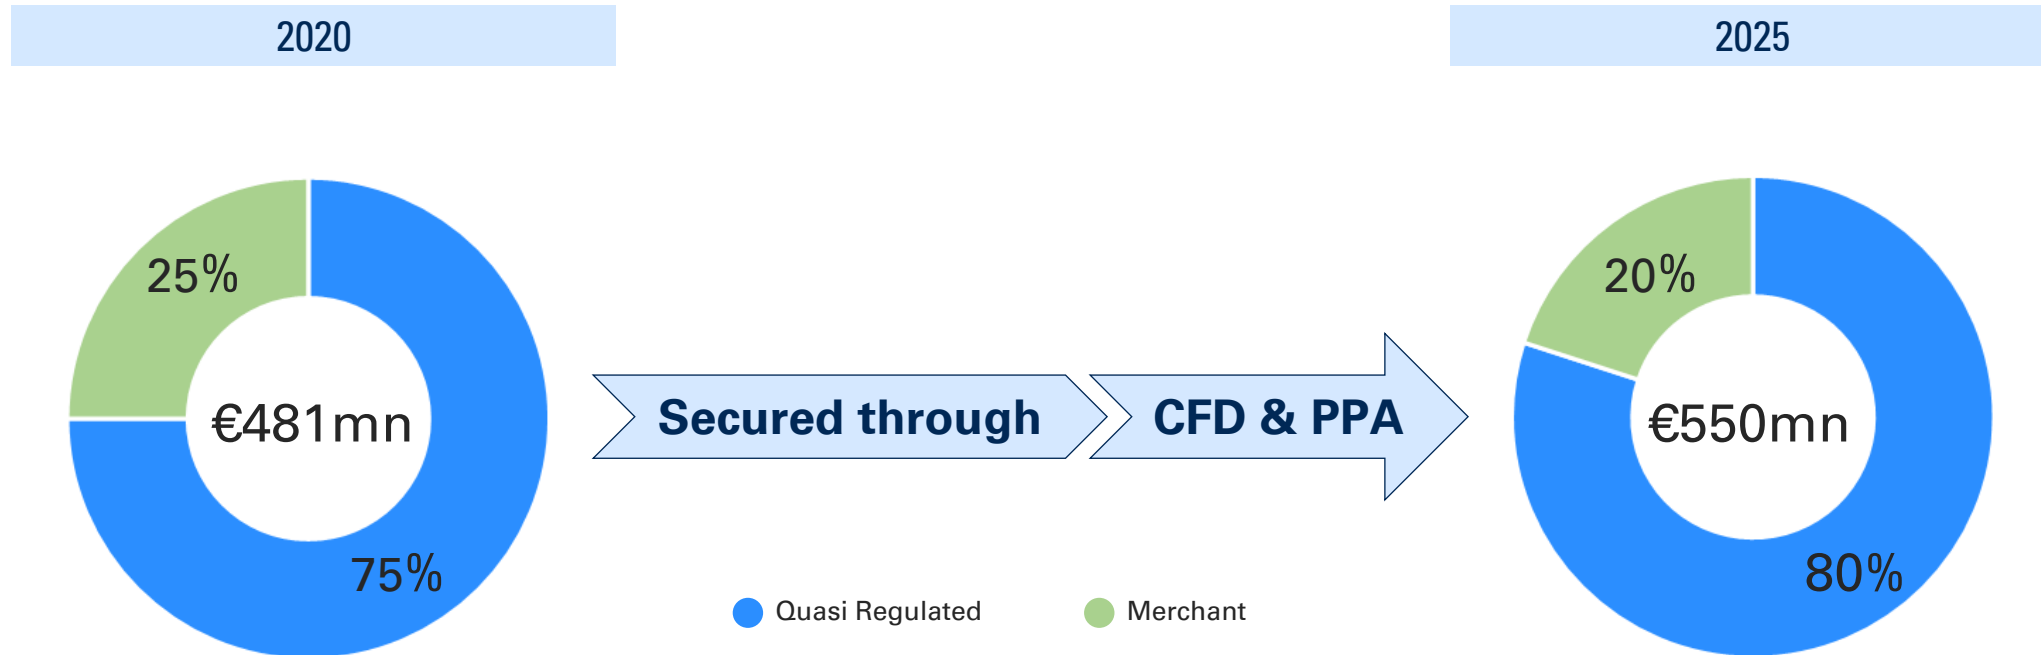 2020
2025
25%
€481mn
75%
Secured through
CFD & PPA
20%
€550mn
80%
Quasi Regulated
Merchant